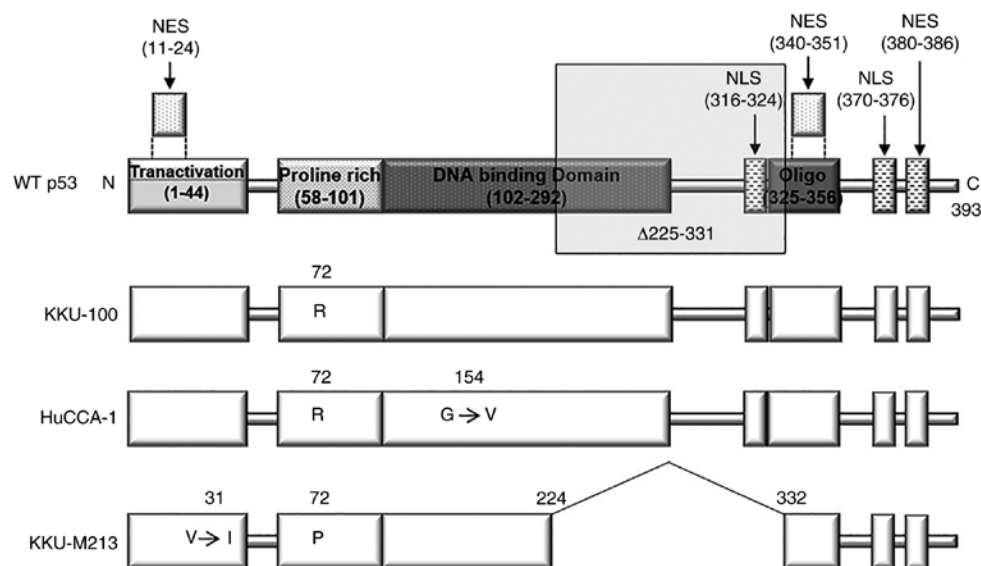 NES
(11-24)
NES
(340-351)
NES
(380-386)
NLS
(316-324)
NLS
(370-376)
WT p53 N
Tranactivation
(1-44)
Proline rich
(58-101)
DNA binding Domain
(102-292)
Oligo
(325-356)
C
393
Δ225-331
72
KKU-100
R
72 154
HuCCA-1
R G → V
31 72 224 332
KKU-M213
V → I P